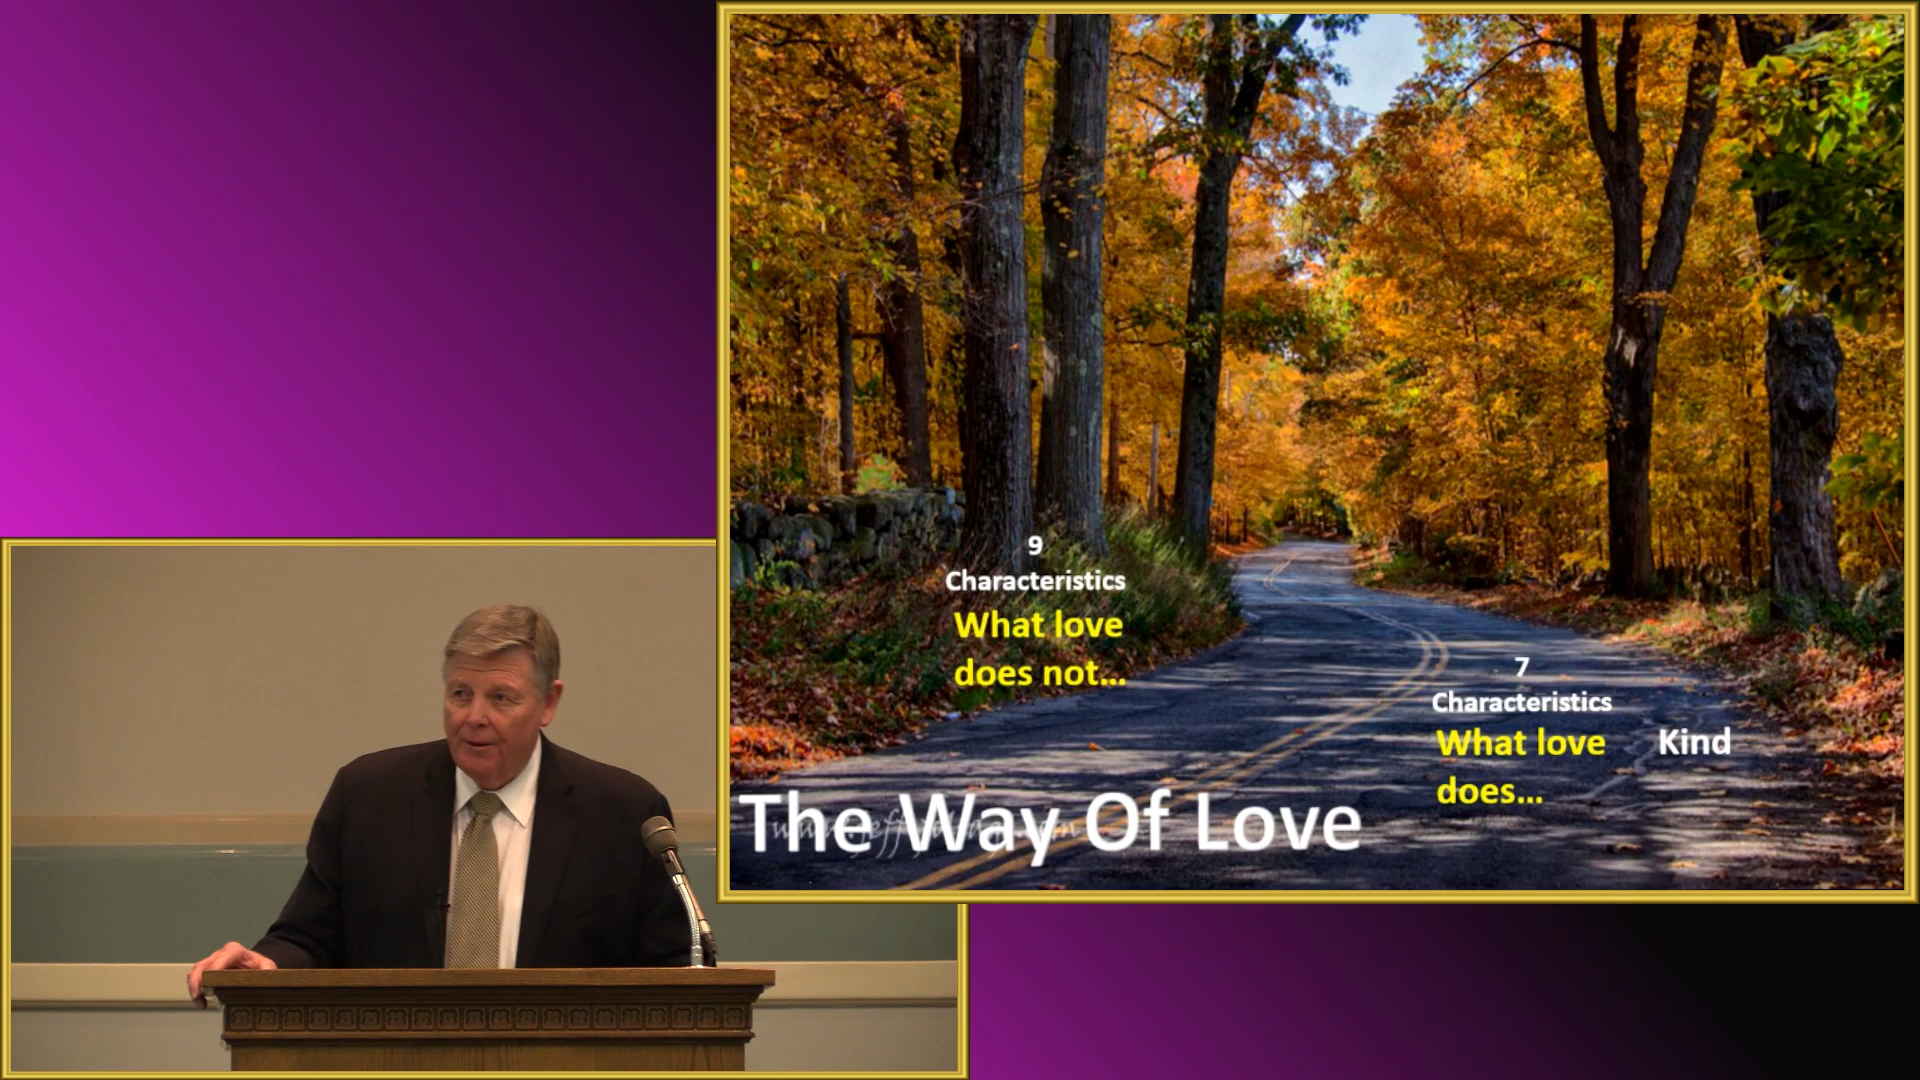 9
Characteristics
What love
does not...
7
Characteristics
What love
does...
Kind
The Way Of Love